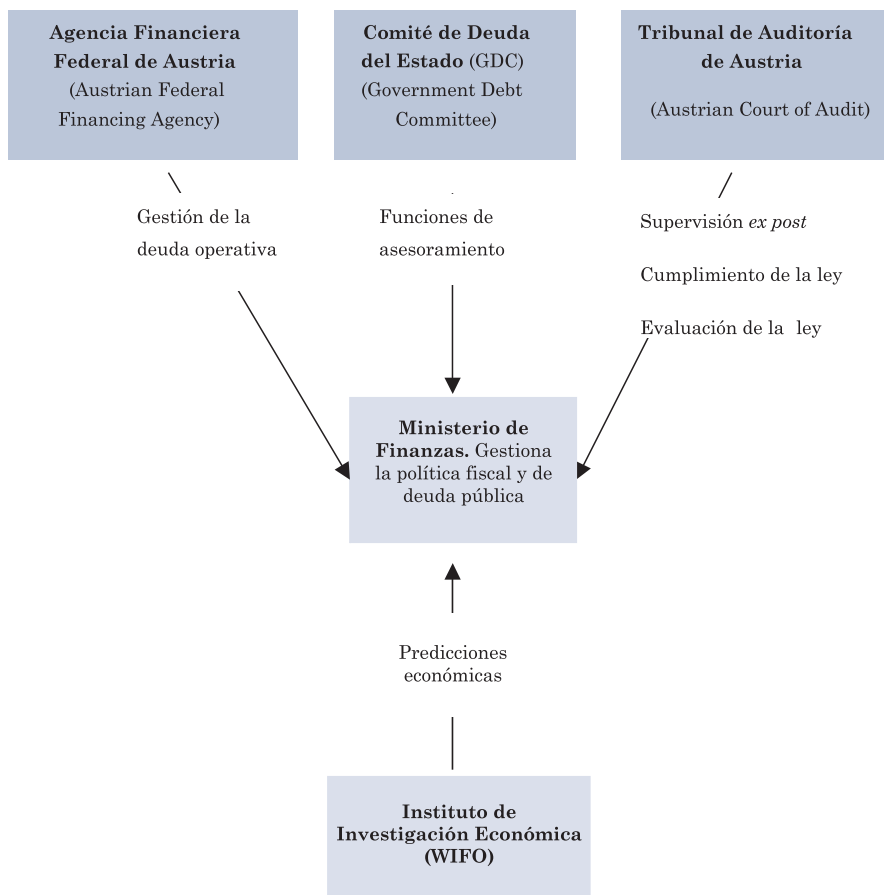 Agencia Financiera
Federal de Austria
(Austrian Federal
Financing Agency)
Comité de Deuda
del Estado (GDC)
(Government Debt
Committee)
Tribunal de Auditoría
de Austria
(Austrian Court of Audit)
Gestión de la
deuda operativa
Funciones de
asesoramiento
Supervisión ex post
Cumplimiento de la ley
Evaluación de la ley
Ministerio de
Finanzas. Gestiona
la política fiscal y de
deuda pública
Predicciones
económicas
Instituto de
Investigación Económica
(WIFO)